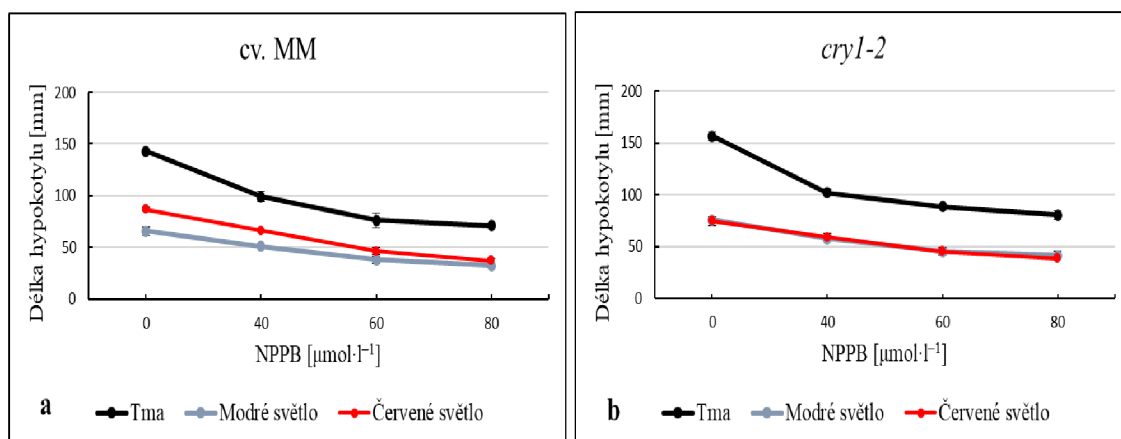 cv. MM
Délka hypokotylu [mm]
200
150
100
50
0
0 40 60 80
NPPB [μmol·l⁻¹]
a Tma Modré světlo Červené světlo
cry1-2
Délka hypokotylu [mm]
200
150
100
50
0
0 40 60 80
NPPB [μmol·l⁻¹]
b Tma Modré světlo Červené světlo